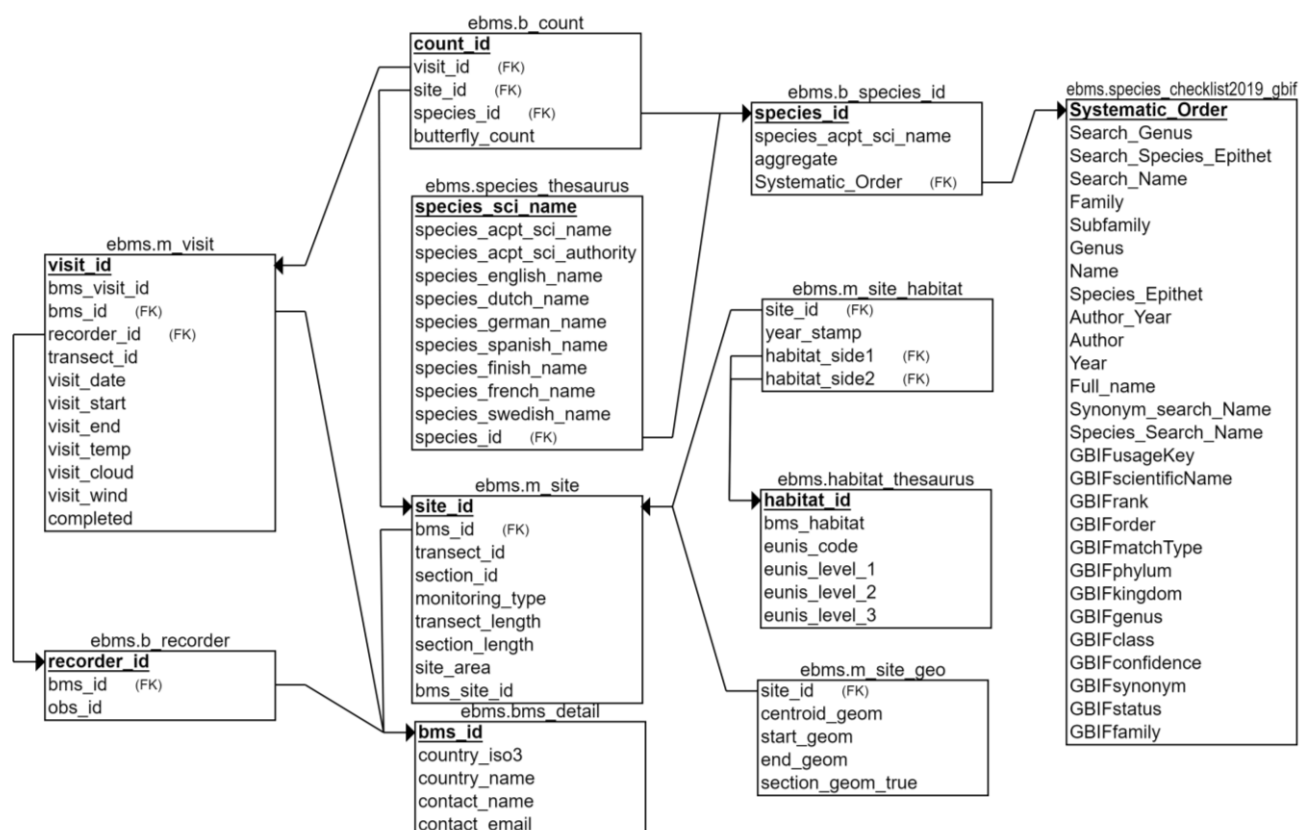 ebms.b_count
count_id
visit_id (FK)
site_id (FK)
species_id (FK)
butterfly_count
ebms.species_thesaurus
species_sci_name
species_acpt_sci_name
species_acpt_sci_authority
species_english_name
species_dutch_name
species_german_name
species_spanish_name
species_finish_name
species_french_name
species_swedish_name
species_id (FK)
ebms.m_visit
visit_id
bms_visit_id
bms_id (FK)
recorder_id (FK)
transect_id
visit_date
visit_start
visit_end
visit_temp
visit_cloud
visit_wind
completed
ebms.b_recorder
recorder_id
bms_id (FK)
obs_id
ebms.m_site
site_id
bms_id (FK)
transect_id
section_id
monitoring_type
transect_length
section_length
site_area
bms_site_id
ebms.bms_detail
bms_id
country_iso3
country_name
contact_name
contact_email
ebms.b_species_id
species_id
species_acpt_sci_name
aggregate
Systematic_Order (FK)
ebms.m_site_habitat
site_id (FK)
year_stamp
habitat_side1 (FK)
habitat_side2 (FK)
ebms.habitat_thesaurus
habitat_id
bms_habitat
eunis_code
eunis_level_1
eunis_level_2
eunis_level_3
ebms.m_site_geo
site_id (FK)
centroid_geom
start_geom
end_geom
section_geom_true
ebms.species_checklist2019_gbif
Systematic_Order
Search_Genus
Search_Species_Epithet
Search_Name
Family
Subfamily
Genus
Name
Species_Epithet
Author_Year
Author
Year
Full_name
Synonym_search_Name
Species_Search_Name
GBIFusageKey
GBIFscientificName
GBIFrank
GBIForder
GBIFmatchType
GBIFphylum
GBIFkingdom
GBIFgenus
GBIFclass
GBIFconfidence
GBIFsynonym
GBIFstatus
GBIFfamily